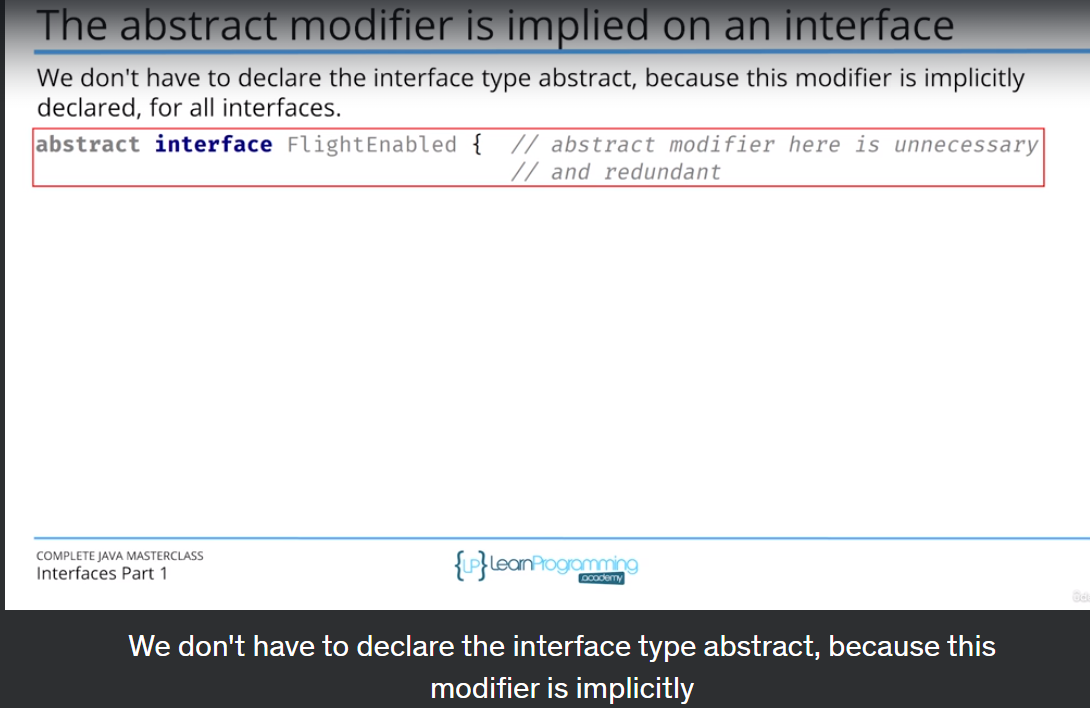 The abstract modifier is implied on an interface
We don't have to declare the interface type abstract, because this modifier is implicitly
declared, for all interfaces.
abstract interface FlightEnabled { // abstract modifier here is unnecessary
// and redundant
COMPLETE JAVA MASTERCLASS
Interfaces Part 1
{LP} LearnProgramming
academy
We don't have to declare the interface type abstract, because this
modifier is implicitly